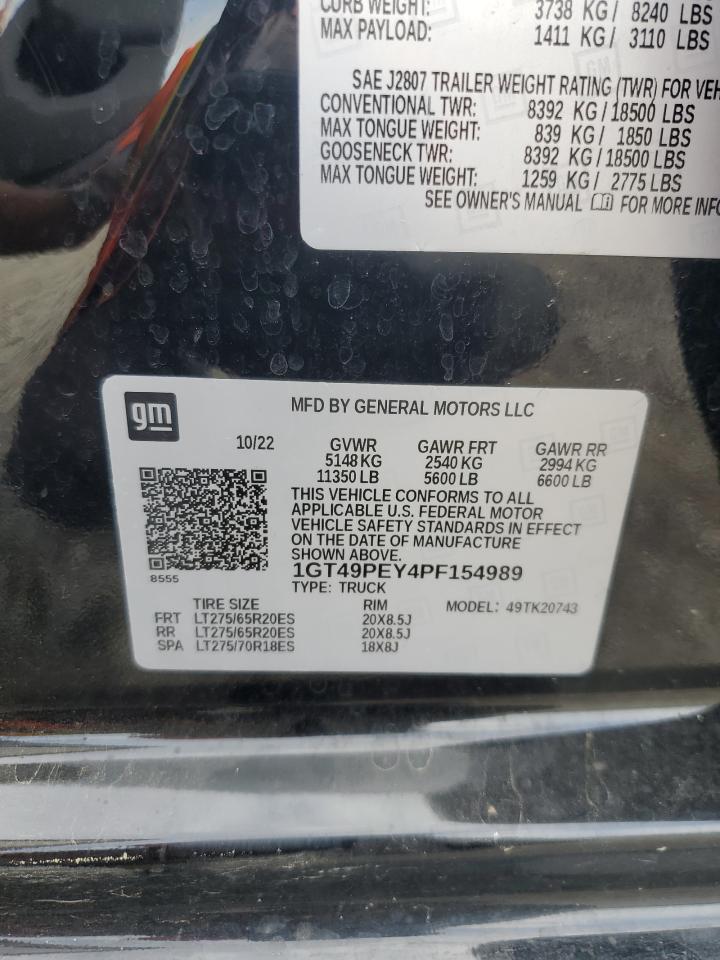 CURB WEIGHT: 3738 KG / 8240 LBS
MAX PAYLOAD: 1411 KG / 3110 LBS
SAE J2807 TRAILER WEIGHT RATING (TWR) FOR VEH
CONVENTIONAL TWR: 8392 KG / 18500 LBS
MAX TONGUE WEIGHT: 839 KG / 1850 LBS
GOOSENECK TWR: 8392 KG / 18500 LBS
MAX TONGUE WEIGHT: 1259 KG / 2775 LBS
SEE OWNER'S MANUAL FOR MORE INFO
gm
MFD BY GENERAL MOTORS LLC
10/22 GVWR GAWR FRT GAWR RR
5148 KG 2540 KG 2994 KG
11350 LB 5600 LB 6600 LB
THIS VEHICLE CONFORMS TO ALL
APPLICABLE U.S. FEDERAL MOTOR
VEHICLE SAFETY STANDARDS IN EFFECT
ON THE DATE OF MANUFACTURE
SHOWN ABOVE.
8555
1GT49PEY4PF154989
TYPE: TRUCK
TIRE SIZE RIM MODEL: 49TK20743
FRT LT275/65R20ES 20X8.5J
RR LT275/65R20ES 20X8.5J
SPA LT275/70R18ES 18X8J